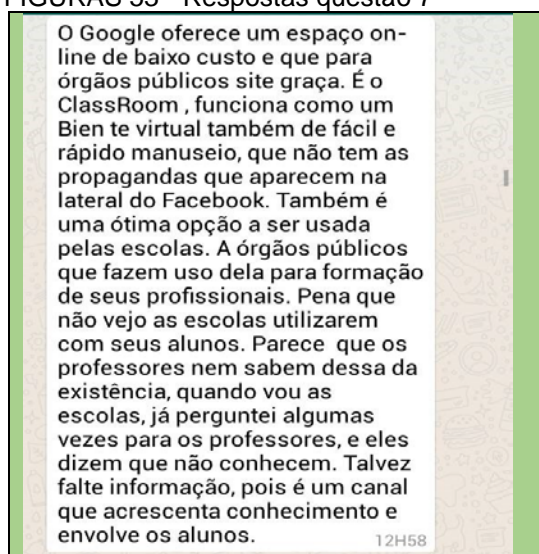 FIGURAS 33 - Respostas questão 7
O Google oferece um espaço on-
line de baixo custo e que para
órgãos públicos site graça. É o
ClassRoom , funciona como um
Bien te virtual também de fácil e
rápido manuseio, que não tem as
propagandas que aparecem na
lateral do Facebook. Também é
uma ótima opção a ser usada
pelas escolas. A órgãos públicos
que fazem uso dela para formação
de seus profissionais. Pena que
não vejo as escolas utilizarem
com seus alunos. Parece que os
professores nem sabem dessa da
existência, quando vou as
escolas, já perguntei algumas
vezes para os professores, e eles
dizem que não conhecem. Talvez
falte informação, pois é um canal
que acrescenta conhecimento e
envolve os alunos.
12H58